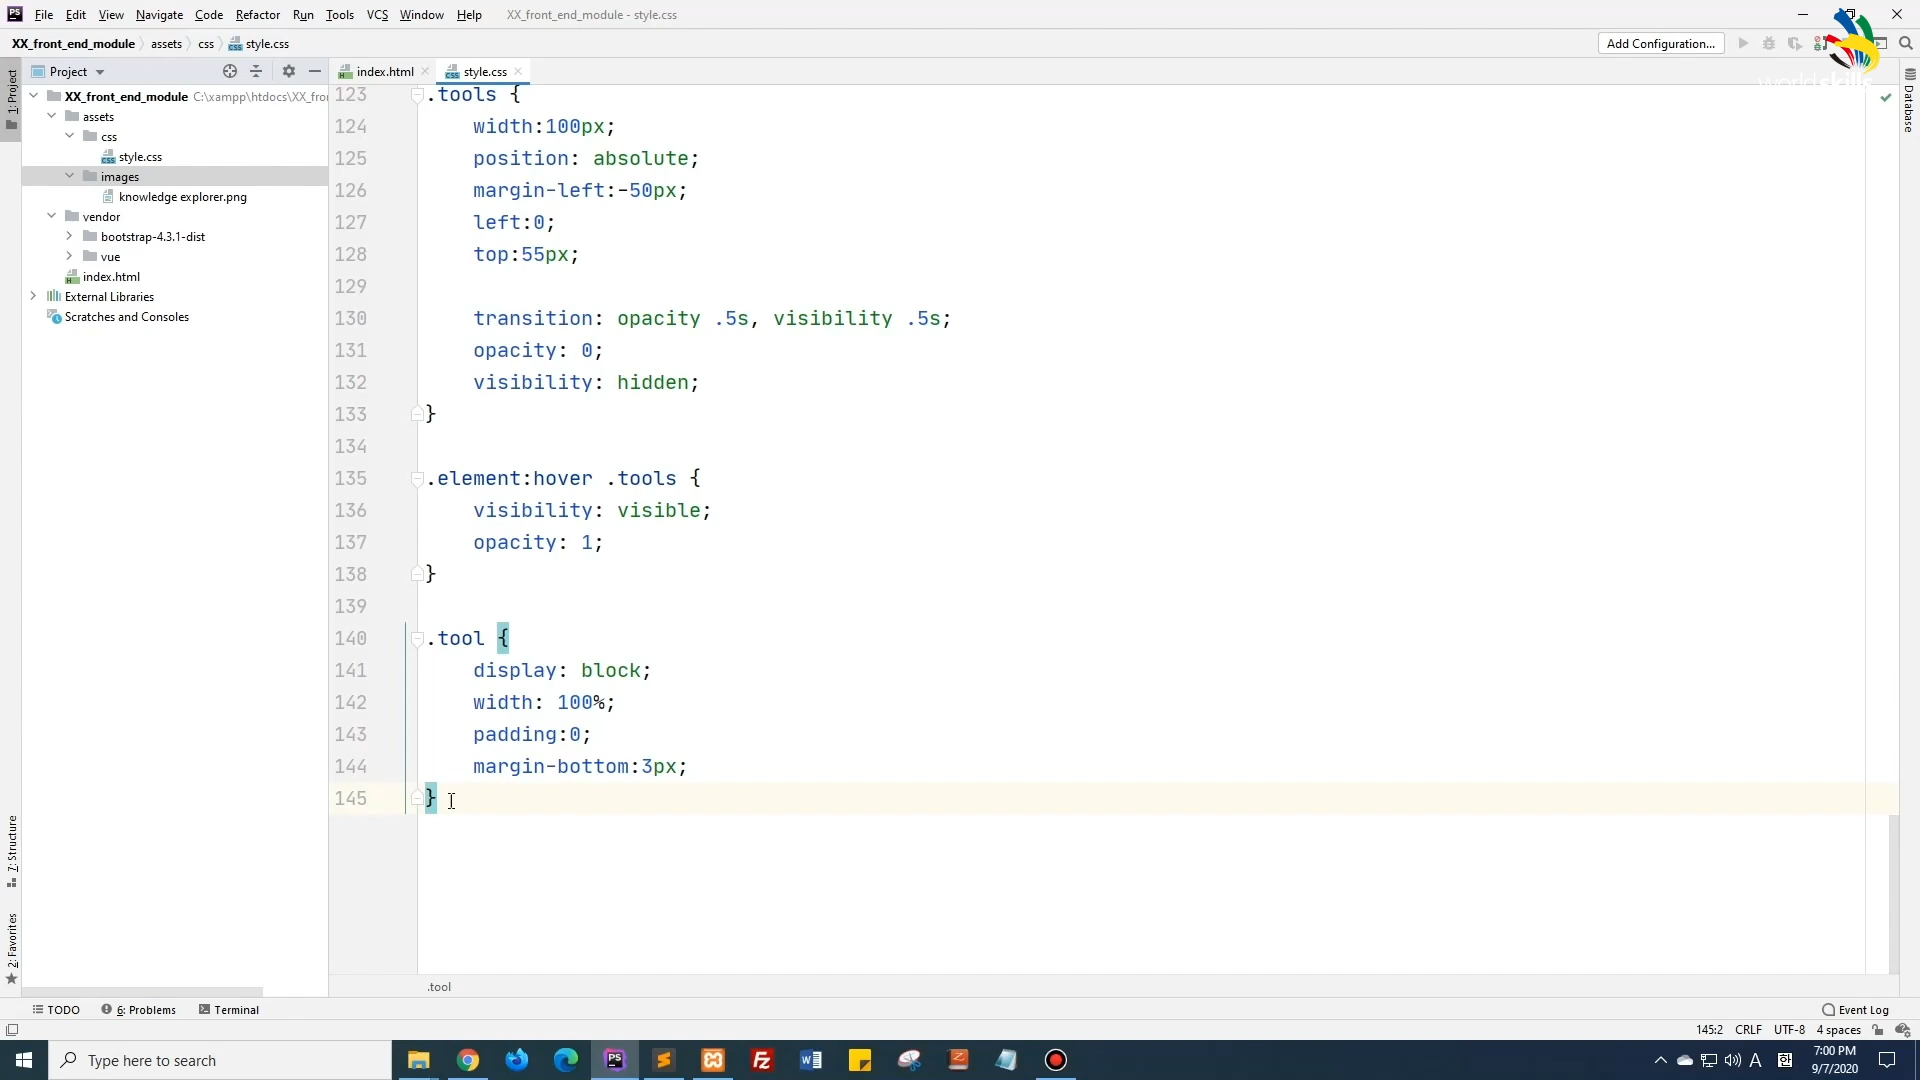 PS File Edit View Navigate Code Refactor Run Tools VCS Window Help XX_front_end_module - style.css
XX_front_end_module assets css style.css
Add Configuration...
worldskills
Project
index.html
style.css
1: Project
Database
XX_front_end_module C:\xampp\htdocs\XX_fror
assets
css
style.css
images
knowledge explorer.png
vendor
bootstrap-4.3.1-dist
vue
index.html
External Libraries
Scratches and Consoles
7: Structure
2: Favorites
123 .tools {
124 width:100px;
125 position: absolute;
126 margin-left:-50px;
127 left:0;
128 top:55px;
129
130 transition: opacity .5s, visibility .5s;
131 opacity: 0;
132 visibility: hidden;
133 }
134
135 .element:hover .tools {
136 visibility: visible;
137 opacity: 1;
138 }
139
140 .tool {
141 display: block;
142 width: 100%;
143 padding:0;
144 margin-bottom:3px;
145 }
.tool
TODO 6: Problems Terminal Event Log
145:2 CRLF UTF-8 4 spaces
Type here to search
PS
Fz
W
A
7:00 PM
9/7/2020